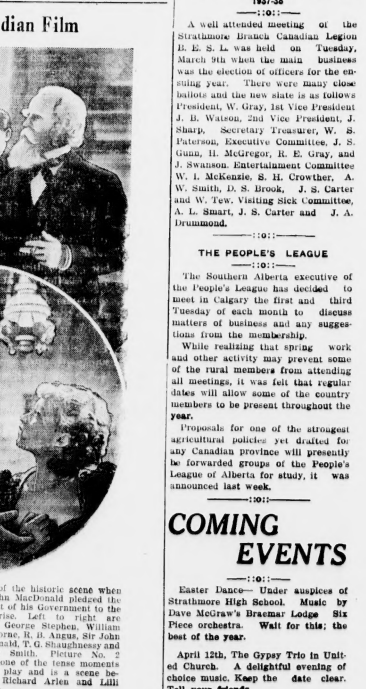 dian Film
of the historic scene when
hn MacDonald pledged the
t of his Government to the
rise. Left to right are
George Stephen, William
orne, R. B. Angus, Sir John
nald, T. G. Shaughnessy and
Smith. Picture No. 2
one of the tense moments
play and is a scene be-
Richard Arlen and Lilli
1937-38
—::o::—
A well attended meeting of the
Strathmore Branch Canadian Legion
B. E. S. L. was held on Tuesday,
March 9th when the main business
was the election of officers for the en-
suing year. There were many close
ballots and the new slate is as follows
President, W. Gray, 1st Vice President
J. B. Watson, 2nd Vice President, J.
Sharp, Secretary Treasurer, W. S.
Paterson, Executive Committee, J. S.
Gunn, H. McGregor, R. E. Gray, and
J. Swanson. Entertainment Committee
W. I. McKenzie, S. H. Crowther, A.
W. Smith, D. S. Brook, J. S. Carter
and W. Tew. Visiting Sick Committee,
A. L. Smart, J. S. Carter and J. A.
Drummond.
—::o::—
THE PEOPLE'S LEAGUE
—::o::—
The Southern Alberta executive of
the People's League has decided to
meet in Calgary the first and third
Tuesday of each month to discuss
matters of business and any sugges-
tions from the membership.
While realizing that spring work
and other activity may prevent some
of the rural members from attending
all meetings, it was felt that regular
dates will allow some of the country
members to be present throughout the
year.
Proposals for one of the strongest
agricultural policies yet drafted for
any Canadian province will presently
be forwarded groups of the People's
League of Alberta for study, it was
announced last week.
—::o::—
COMING
EVENTS
—::o::—
Easter Dance— Under auspices of
Strathmore High School. Music by
Dave McGraw's Braemar Lodge Six
Piece orchestra. Wait for this; the
best of the year.
April 12th, The Gypsy Trio in Unit-
ed Church. A delightful evening of
choice music. Keep the date clear.
Tell your friends